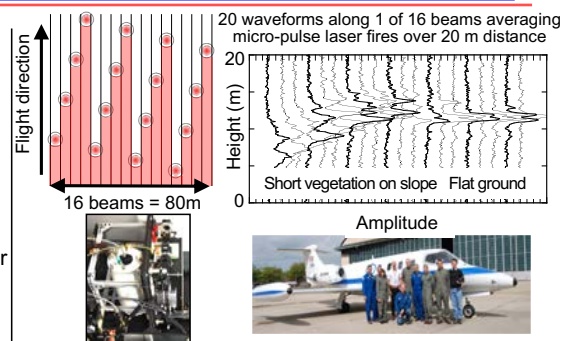 20 waveforms along 1 of 16 beams averaging
micro-pulse laser fires over 20 m distance
Flight direction
16 beams = 80m
20
Height (m)
0
Short vegetation on slope Flat ground
Amplitude
r